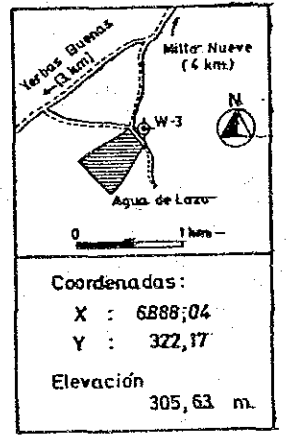 Yerbas Buenas
(3 km)
Milla Nueve
(4 km.)
N
W-3
Agua de Lazo
0
1 km
Coordenadas:
X : 6888,04
Y : 322,17
Elevación
305,63 m.